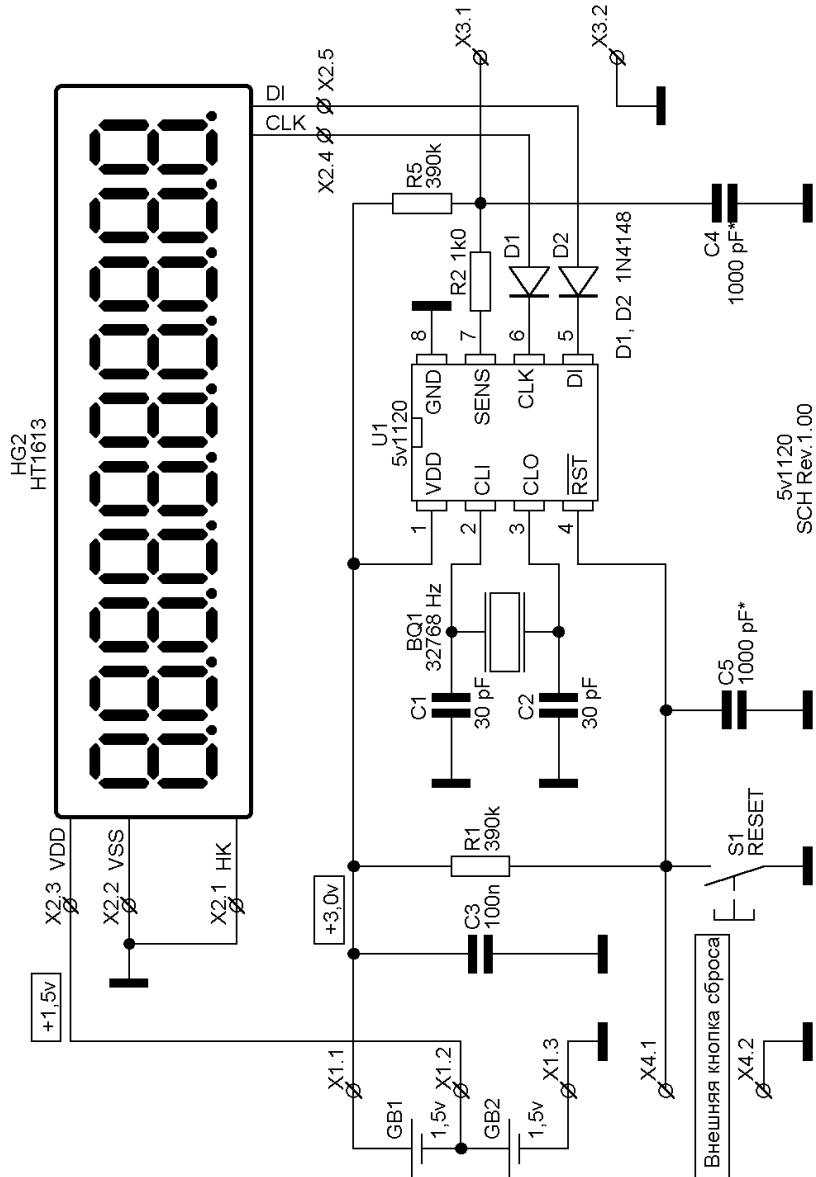 HG2
HT1613
X2.3
VDD
X2.2
VSS
X2.1
HK
DI
X2.5
CLK
X2.4
+1,5v
+3,0v
X3.1
X3.2
R5
390k
R2 1k0
D1
D2
D1, D2 1N4148
C4
1000 pF*
U1
5v1120
1
VDD
2
CLI
3
CLO
4
RST
8
GND
7
SENS
6
CLK
5
DI
BQ1
32768 Hz
C1
30 pF
C2
30 pF
R1
390k
C3
100n
C5
1000 pF*
S1
RESET
X1.1
X1.2
X1.3
GB1
1,5v
GB2
1,5v
X4.1
X4.2
Внешняя кнопка сброса
5v1120
SCH Rev.1.00